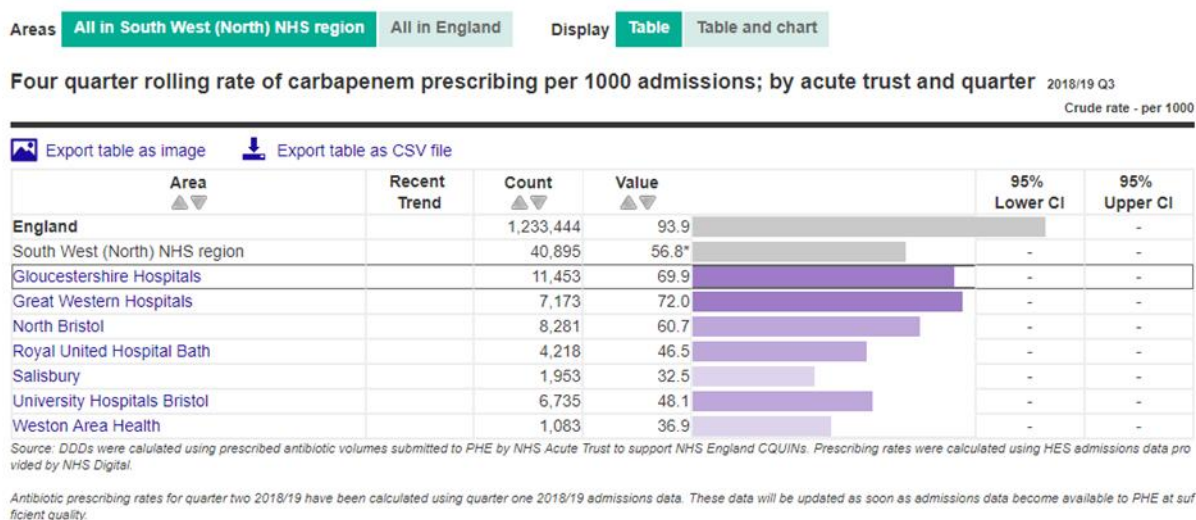 Areas All in South West (North) NHS region All in England Display Table Table and chart
Four quarter rolling rate of carbapenem prescribing per 1000 admissions; by acute trust and quarter 2018/19 Q3
Crude rate - per 1000
Export table as image Export table as CSV file
Area Recent Trend Count Value 95% Lower CI 95% Upper CI
England 1,233,444 93.9 -
South West (North) NHS region 40,895 56.8* - -
Gloucestershire Hospitals 11,453 69.9 - -
Great Western Hospitals 7,173 72.0 - -
North Bristol 8,281 60.7 - -
Royal United Hospital Bath 4,218 46.5 - -
Salisbury 1,953 32.5 - -
University Hospitals Bristol 6,735 48.1 - -
Weston Area Health 1,083 36.9 - -
Source: DDDs were calulated using prescribed antibiotic volumes submitted to PHE by NHS Acute Trust to support NHS England CQUINs. Prescribing rates were calculated using HES admissions data pro
vided by NHS Digital.
Antibiotic prescribing rates for quarter two 2018/19 have been calculated using quarter one 2018/19 admissions data. These data will be updated as soon as admissions data become available to PHE at suf
ficient quality.